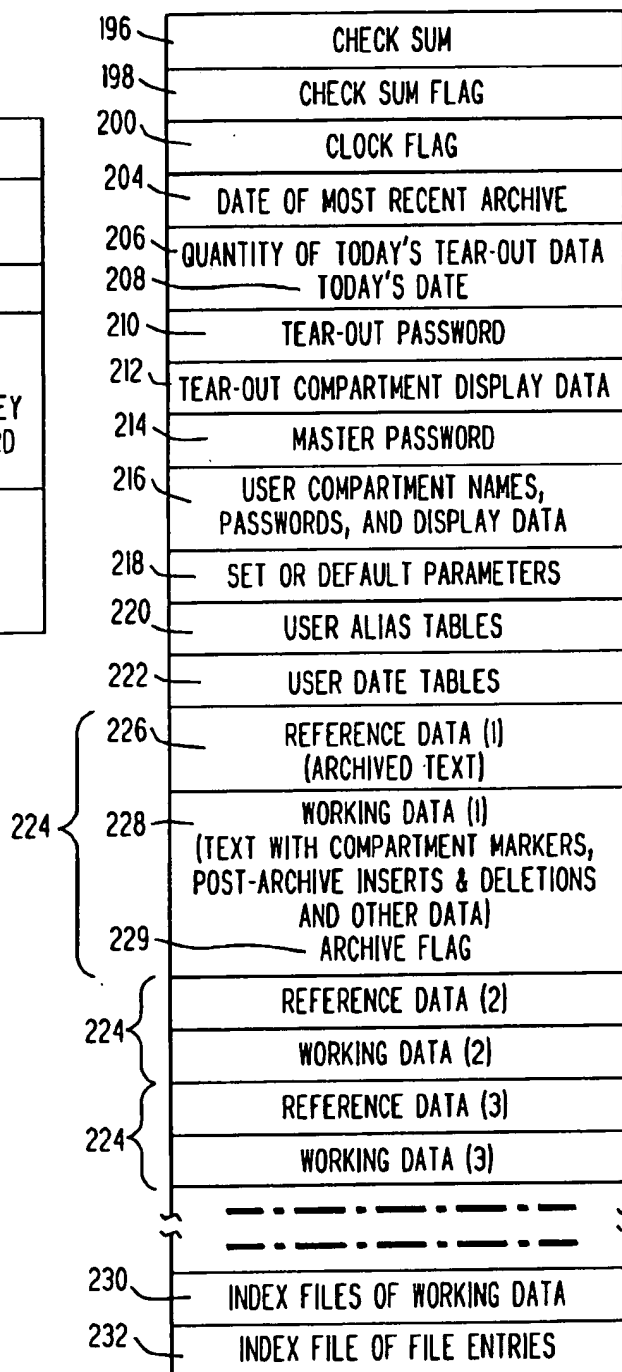 196 CHECK SUM
198 CHECK SUM FLAG
200 CLOCK FLAG
204 DATE OF MOST RECENT ARCHIVE
206 QUANTITY OF TODAY'S TEAR-OUT DATA
208 TODAY'S DATE
210 TEAR-OUT PASSWORD
212 TEAR-OUT COMPARTMENT DISPLAY DATA
214 MASTER PASSWORD
216 USER COMPARTMENT NAMES,
PASSWORDS, AND DISPLAY DATA
218 SET OR DEFAULT PARAMETERS
220 USER ALIAS TABLES
222 USER DATE TABLES
226 REFERENCE DATA (1)
(ARCHIVED TEXT)
224
228 WORKING DATA (1)
(TEXT WITH COMPARTMENT MARKERS,
POST-ARCHIVE INSERTS & DELETIONS
AND OTHER DATA)
229 ARCHIVE FLAG
REFERENCE DATA (2)
224
WORKING DATA (2)
REFERENCE DATA (3)
224
WORKING DATA (3)
230 INDEX FILES OF WORKING DATA
232 INDEX FILE OF FILE ENTRIES